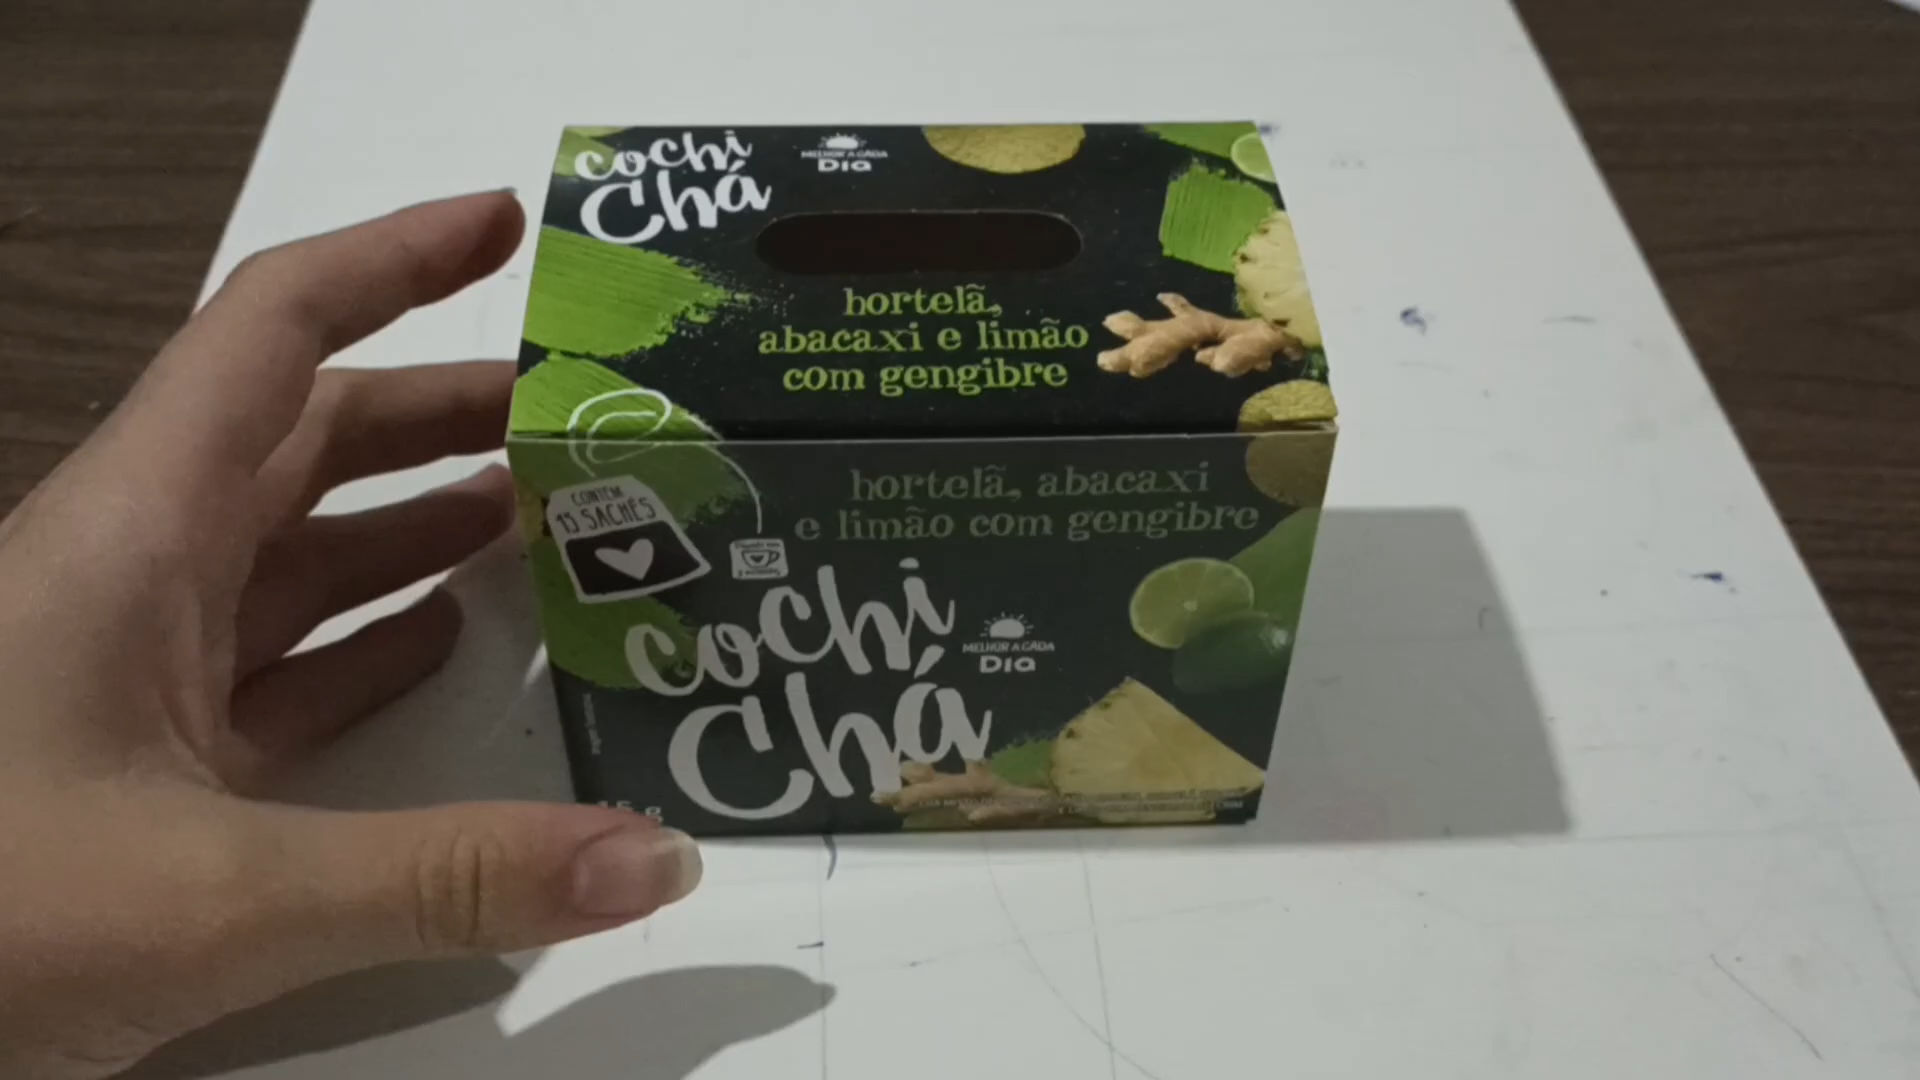 cochi
Chá
MELHOR A CADA
Dia
hortelã,
abacaxi e limão
com gengibre
CONTÉM
15 SACHÊS
hortelã, abacaxi
e limão com gengibre
cochi
Chá
MELHOR A CADA
Dia